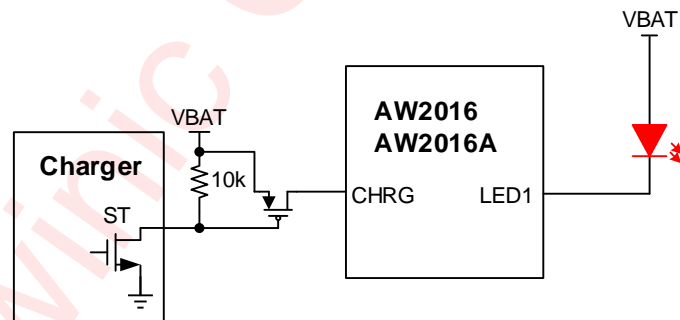 VBAT
AW2016
AW2016A
VBAT
Charger
10k
CHRG
LED1
ST